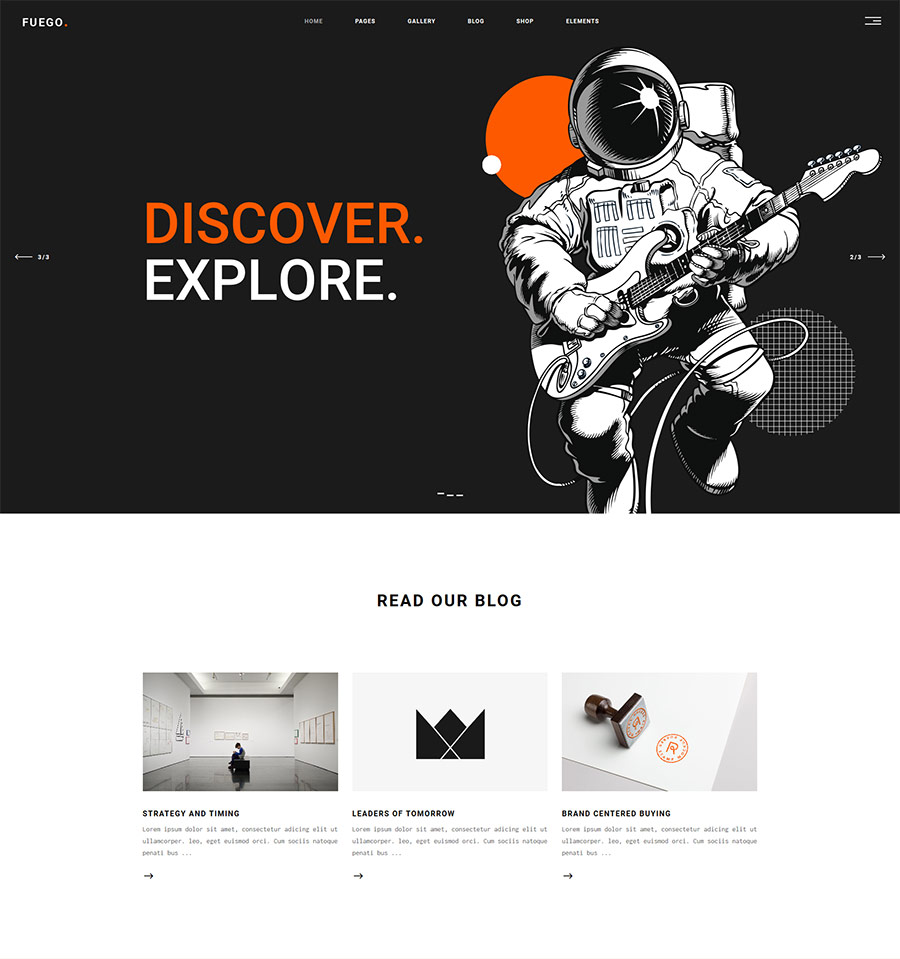 FUEGO.
HOME PAGES GALLERY BLOG SHOP ELEMENTS
DISCOVER.
EXPLORE.
3/3
2/3
READ OUR BLOG
STRATEGY AND TIMING
Lorem ipsum dolor sit amet, consectetur adicing elit ut
ullamcorper. leo, eget euismod orci. Cum sociis natoque
penati bus ...
LEADERS OF TOMORROW
Lorem ipsum dolor sit amet, consectetur adicing elit ut
ullamcorper. leo, eget euismod orci. Cum sociis natoque
penati bus ...
BRAND CENTERED BUYING
Lorem ipsum dolor sit amet, consectetur adicing elit ut
ullamcorper. leo, eget euismod orci. Cum sociis natoque
penati bus ...